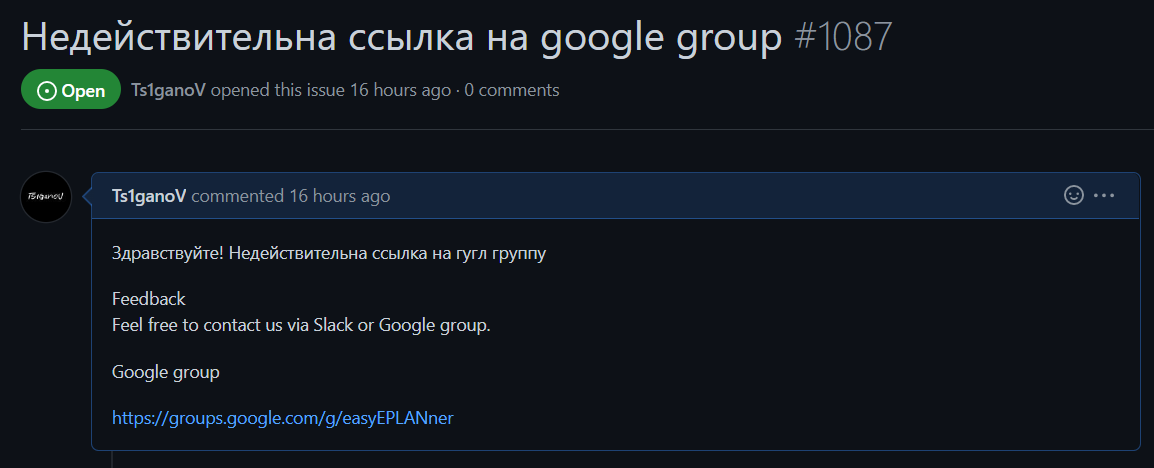 Недействительна ссылка на google group #1087
Open Ts1ganoV opened this issue 16 hours ago · 0 comments
Ts1ganoV
Ts1ganoV commented 16 hours ago
Здравствуйте! Недействительна ссылка на гугл группу
Feedback
Feel free to contact us via Slack or Google group.
Google group
https://groups.google.com/g/easyEPLANner